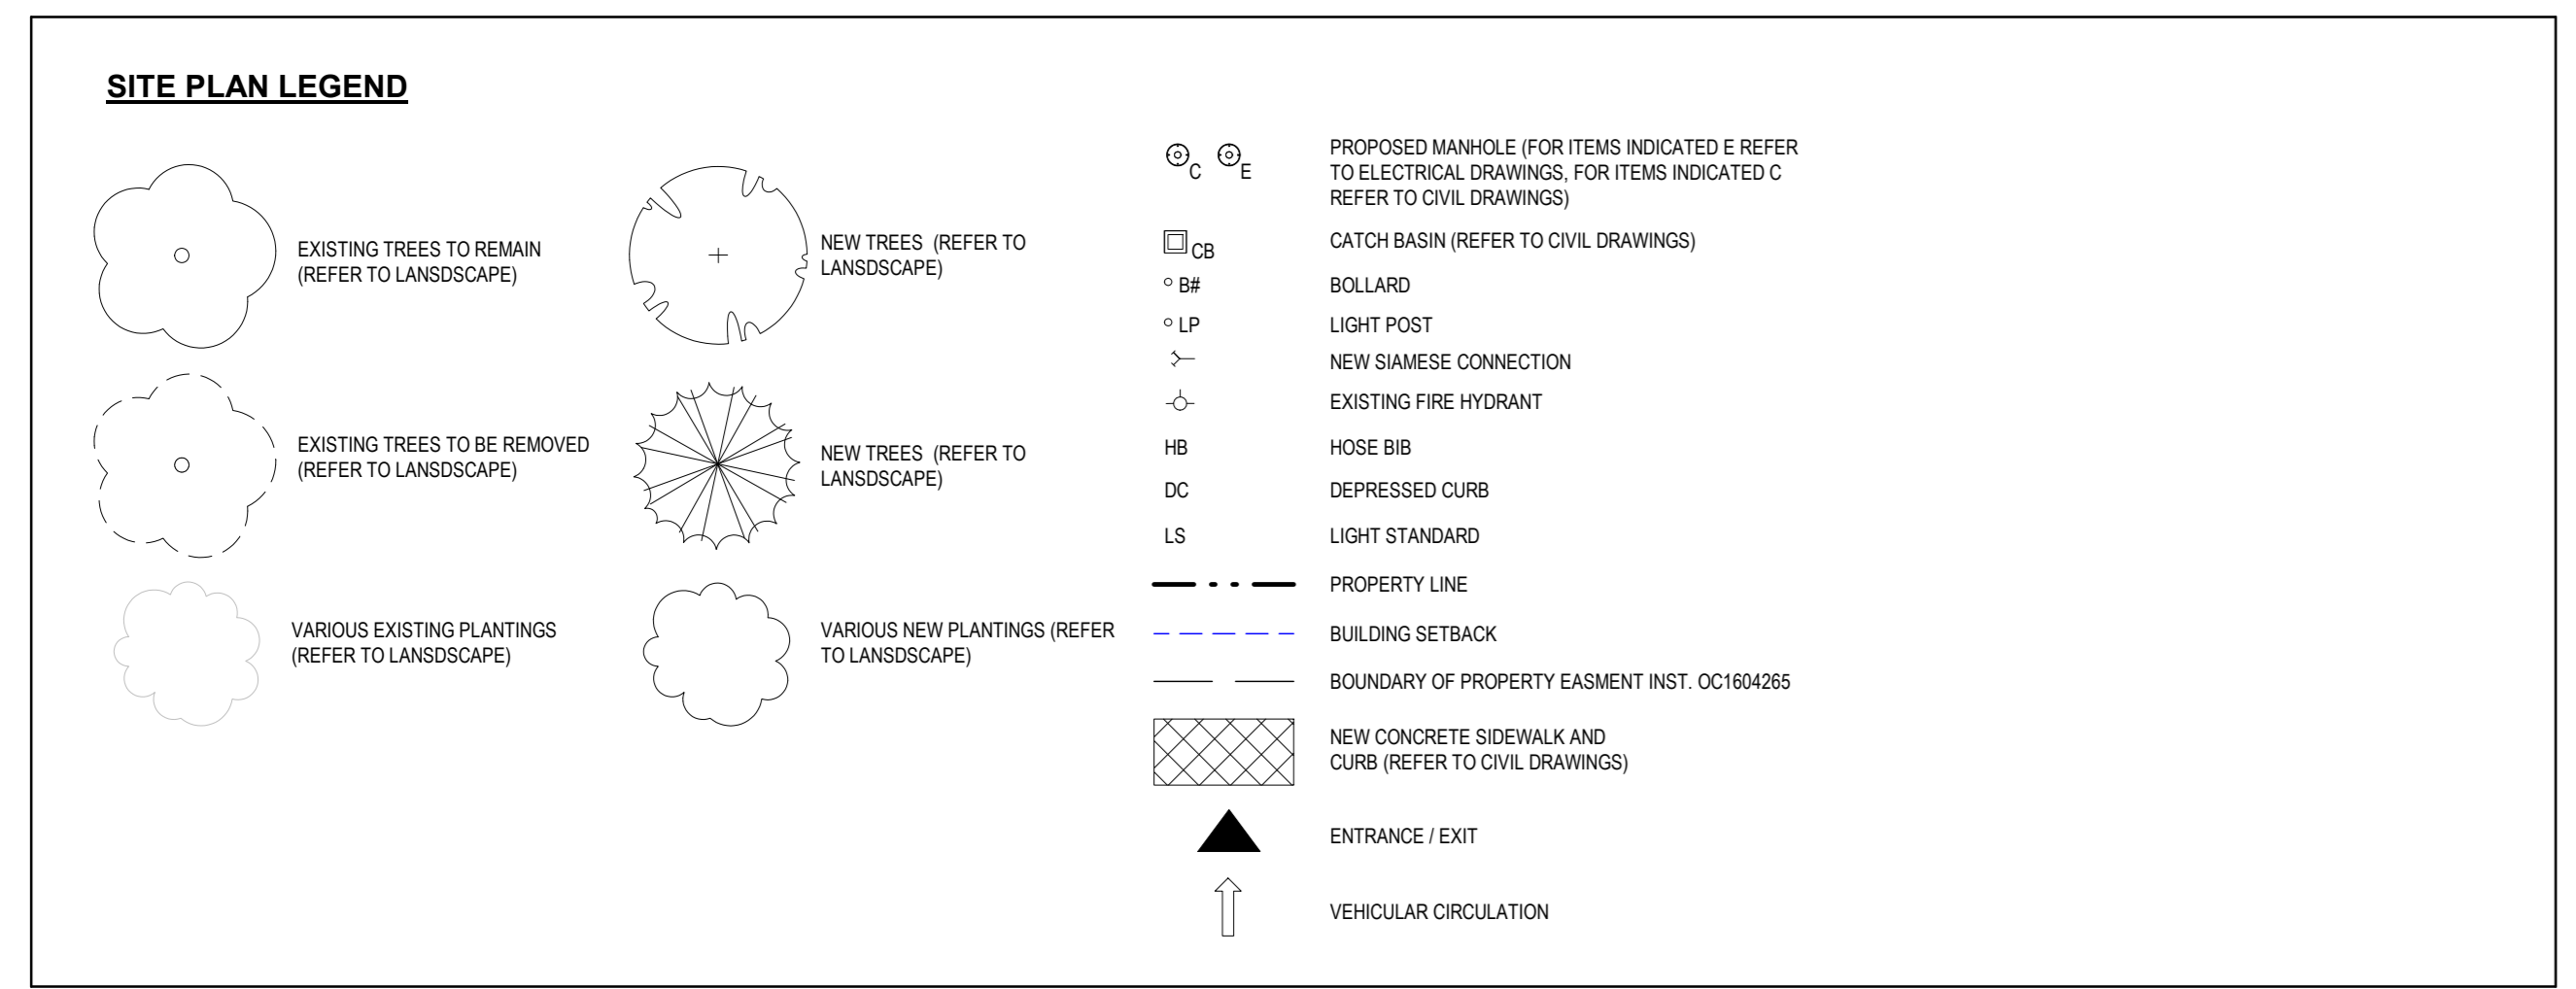 SITE PLAN LEGEND
EXISTING TREES TO REMAIN
(REFER TO LANSDSCAPE)
EXISTING TREES TO BE REMOVED
(REFER TO LANSDSCAPE)
VARIOUS EXISTING PLANTINGS
(REFER TO LANSDSCAPE)
NEW TREES (REFER TO
LANSDSCAPE)
NEW TREES (REFER TO
LANSDSCAPE)
VARIOUS NEW PLANTINGS (REFER
TO LANSDSCAPE)
C E
PROPOSED MANHOLE (FOR ITEMS INDICATED E REFER
TO ELECTRICAL DRAWINGS, FOR ITEMS INDICATED C
REFER TO CIVIL DRAWINGS)
CB CATCH BASIN (REFER TO CIVIL DRAWINGS)
B# BOLLARD
LP LIGHT POST
NEW SIAMESE CONNECTION
EXISTING FIRE HYDRANT
HB HOSE BIB
DC DEPRESSED CURB
LS LIGHT STANDARD
PROPERTY LINE
BUILDING SETBACK
BOUNDARY OF PROPERTY EASMENT INST. OC1604265
NEW CONCRETE SIDEWALK AND
CURB (REFER TO CIVIL DRAWINGS)
ENTRANCE / EXIT
VEHICULAR CIRCULATION